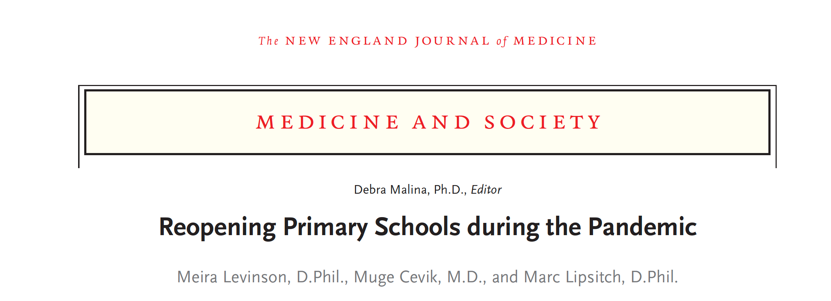 The NEW ENGLAND JOURNAL of MEDICINE
MEDICINE AND SOCIETY
Debra Malina, Ph.D., Editor
Reopening Primary Schools during the Pandemic
Meira Levinson, D.Phil., Muge Cevik, M.D., and Marc Lipsitch, D.Phil.